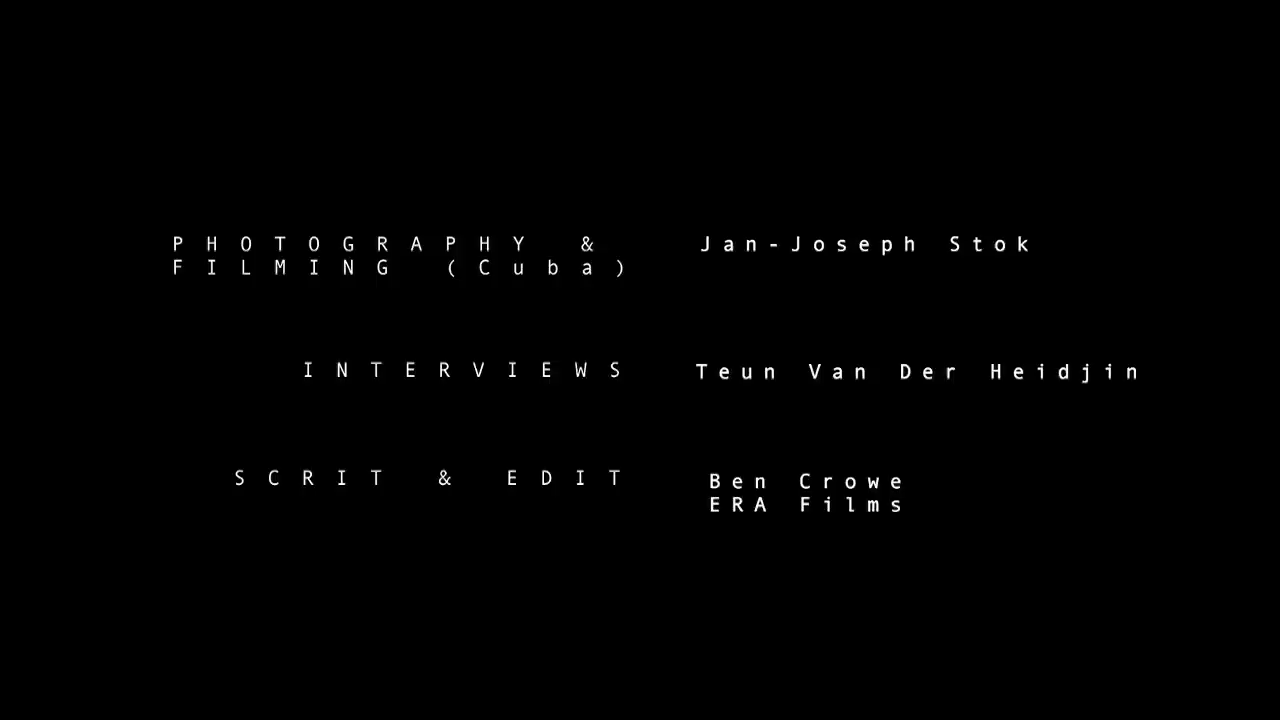 PHOTOGRAPHY & Jan-Joseph Stok
FILMING (Cuba)
INTERVIEWS Teun Van Der Heidjin
SCRIT & EDIT Ben Crowe
ERA Films